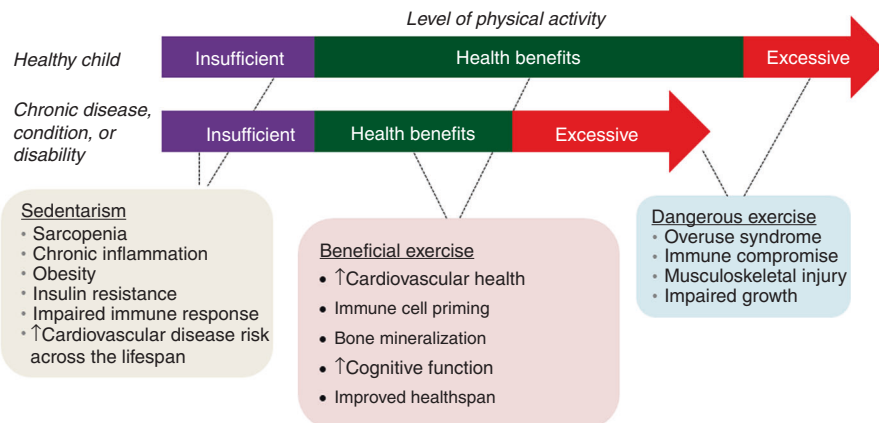 Level of physical activity
Healthy child
Insufficient
Health benefits
Excessive
Chronic disease,
condition, or
disability
Insufficient
Health benefits
Excessive
Sedentarism
• Sarcopenia
• Chronic inflammation
• Obesity
• Insulin resistance
• Impaired immune response
• ↑Cardiovascular disease risk
across the lifespan
Beneficial exercise
• ↑Cardiovascular health
• Immune cell priming
• Bone mineralization
• ↑Cognitive function
• Improved healthspan
Dangerous exercise
• Overuse syndrome
• Immune compromise
• Musculoskeletal injury
• Impaired growth